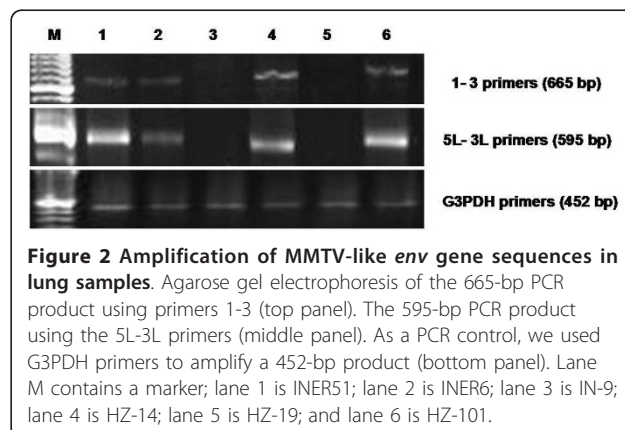 M 1 2 3 4 5 6
1- 3 primers (665 bp)
5L- 3L primers (595 bp)
G3PDH primers (452 bp)
Figure 2 Amplification of MMTV-like env gene sequences in
lung samples. Agarose gel electrophoresis of the 665-bp PCR
product using primers 1-3 (top panel). The 595-bp PCR product
using the 5L-3L primers (middle panel). As a PCR control, we used
G3PDH primers to amplify a 452-bp product (bottom panel). Lane
M contains a marker; lane 1 is INER51; lane 2 is INER6; lane 3 is IN-9;
lane 4 is HZ-14; lane 5 is HZ-19; and lane 6 is HZ-101.